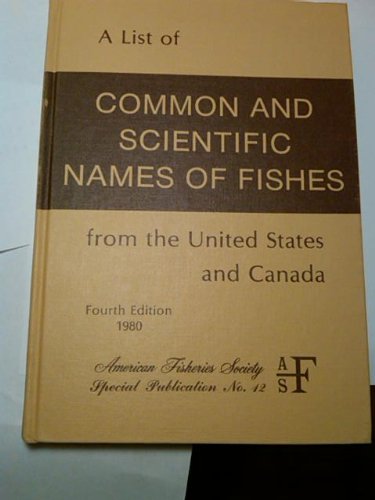 A List of
COMMON AND
SCIENTIFIC
NAMES OF FISHES
from the United States
and Canada
Fourth Edition
1980
American Fisheries Society
Special Publication No. 12
A F S